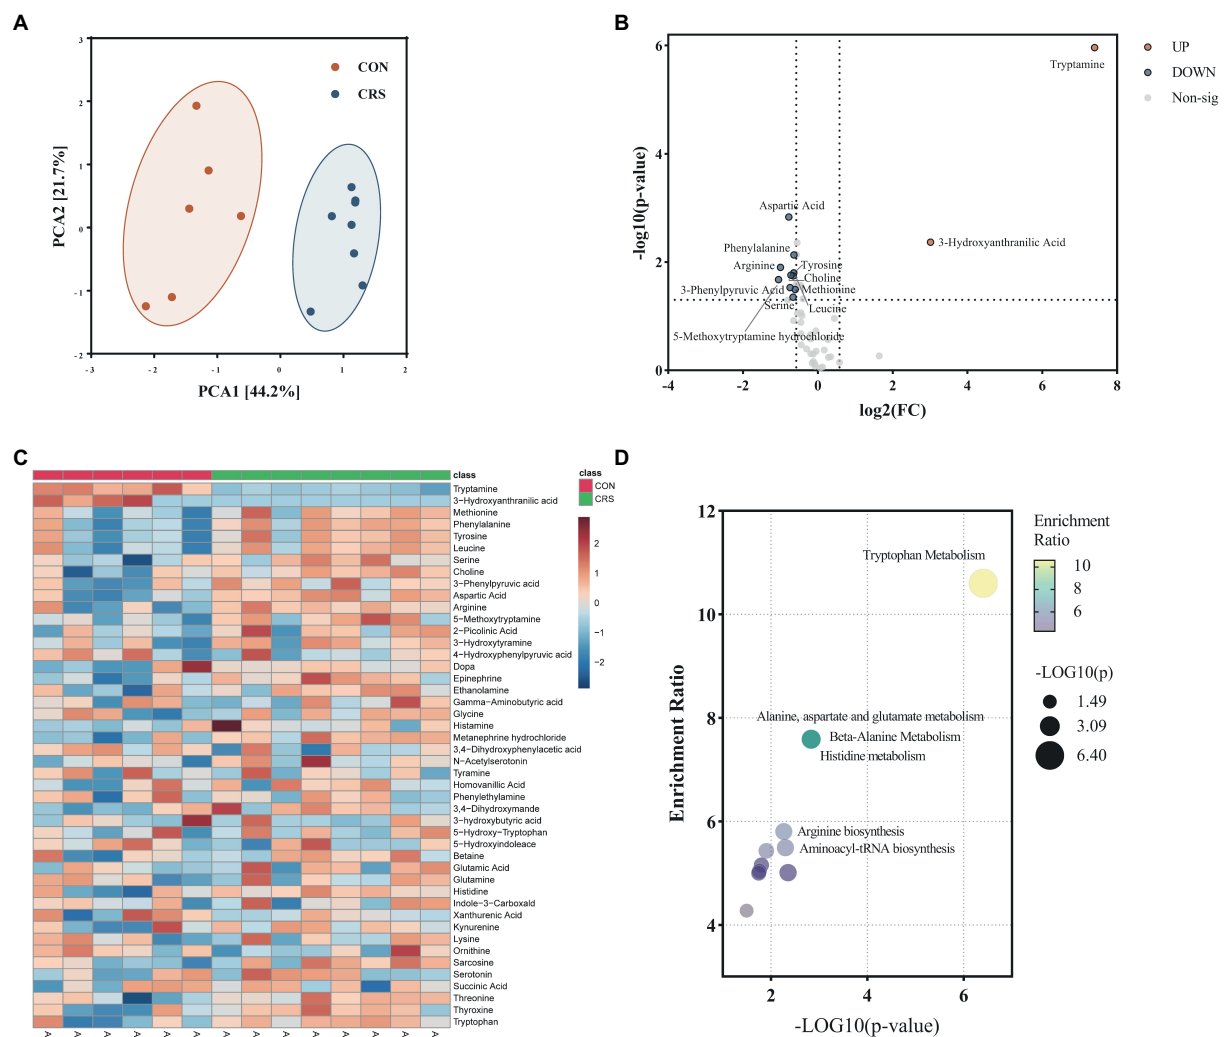 A
3
2
1
0
-1
-2
-3
-2
-1
0
1
2
PCA2 [21.7%]
PCA1 [44.2%]
CON
CRS
B
6
4
2
0
-4
-2
0
2
4
6
8
-log10(p-value)
log2(FC)
UP
DOWN
Non-sig
Tryptamine
Aspartic Acid
3-Hydroxyanthranilic Acid
Phenylalanine
Arginine
Tyrosine
Choline
3-Phenylpyruvic Acid
Methionine
Serine
Leucine
5-Methoxytryptamine hydrochloride
C
class
Tryptamine
3−Hydroxyanthranilic acid
Methionine
Phenylalanine
Tyrosine
Leucine
Serine
Choline
3−Phenylpyruvic acid
Aspartic Acid
Arginine
5−Methoxytryptamine
2−Picolinic Acid
3−Hydroxytyramine
4−Hydroxyphenylpyruvic acid
Dopa
Epinephrine
Ethanolamine
Gamma−Aminobutyric acid
Glycine
Histamine
Metanephrine hydrochloride
3,4−Dihydroxyphenylacetic acid
N−Acetylserotonin
Tyramine
Homovanillic Acid
Phenylethylamine
3,4−Dihydroxymande
3−hydroxybutyric acid
5−Hydroxy−Tryptophan
5−Hydroxyindoleace
Betaine
Glutamic Acid
Glutamine
Histidine
Indole−3−Carboxald
Xanthurenic Acid
Kynurenine
Lysine
Ornithine
Sarcosine
Serotonin
Succinic Acid
Threonine
Thyroxine
Tryptophan
A A A A A A A A A A A A A A
class
CON
CRS
2
1
0
−1
−2
D
12
10
8
6
4
2
4
6
Enrichment Ratio
-LOG10(p-value)
Tryptophan Metabolism
Alanine, aspartate and glutamate metabolism
Beta-Alanine Metabolism
Histidine metabolism
Arginine biosynthesis
Aminoacyl-tRNA biosynthesis
Enrichment
Ratio
10
8
6
-LOG10(p)
1.49
3.09
6.40